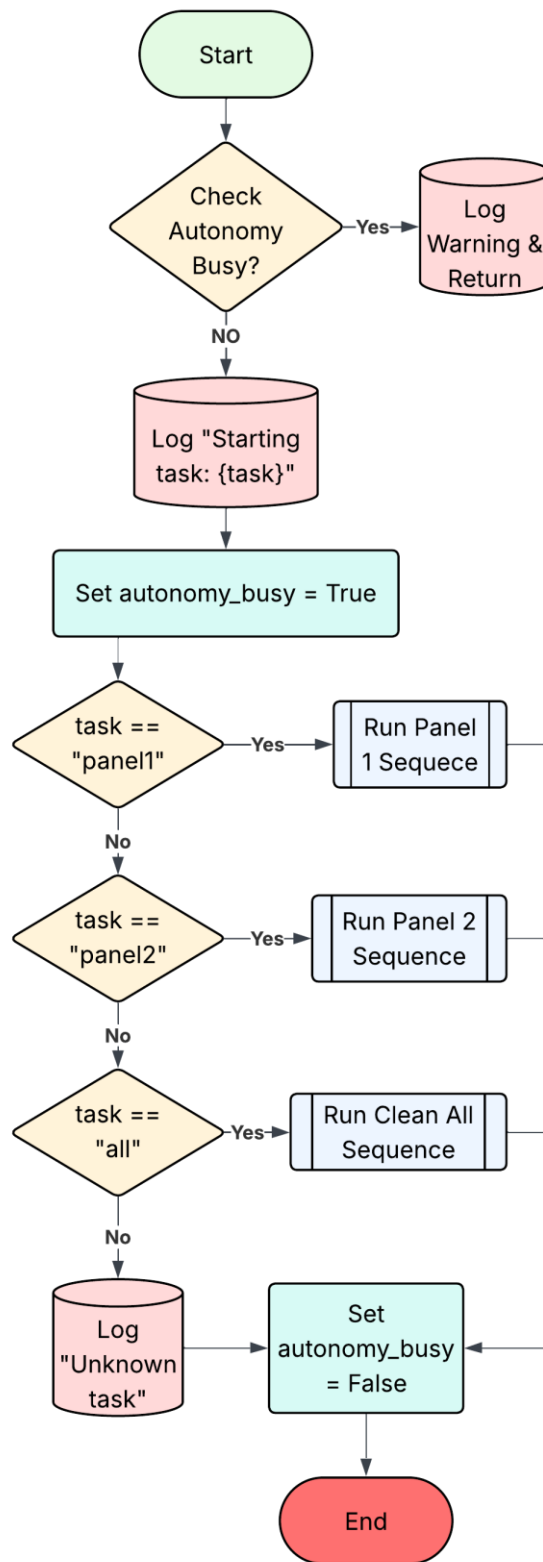 Start
Check
Autonomy
Busy?
Yes
Log
Warning &
Return
NO
Log "Starting
task: {task}"
Set autonomy_busy = True
task ==
"panel1"
Yes
Run Panel
1 Sequece
No
task ==
"panel2"
Yes
Run Panel 2
Sequence
No
task ==
"all"
Yes
Run Clean All
Sequence
No
Log
"Unknown
task"
Set
autonomy_busy
= False
End